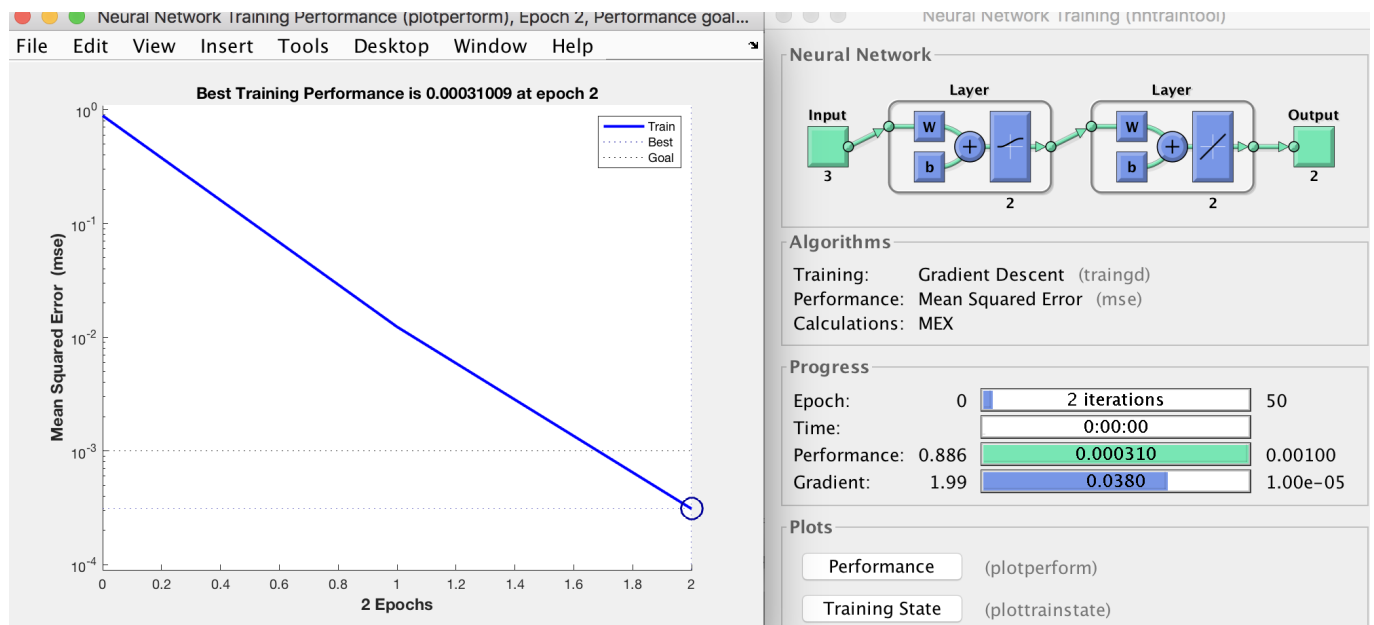 Neural Network Training Performance (plotperform), Epoch 2, Performance goal...
File Edit View Insert Tools Desktop Window Help
Best Training Performance is 0.00031009 at epoch 2
Train
Best
Goal
10^0
10^-1
10^-2
10^-3
10^-4
Mean Squared Error (mse)
0 0.2 0.4 0.6 0.8 1 1.2 1.4 1.6 1.8 2
2 Epochs
Neural Network Training (nntraintool)
Neural Network
Layer Layer
Input Output
W W
+ +
b b
3 2
2 2
Algorithms
Training: Gradient Descent (traingd)
Performance: Mean Squared Error (mse)
Calculations: MEX
Progress
Epoch: 0 2 iterations 50
Time: 0:00:00
Performance: 0.886 0.000310 0.00100
Gradient: 1.99 0.0380 1.00e-05
Plots
Performance (plotperform)
Training State (plottrainstate)